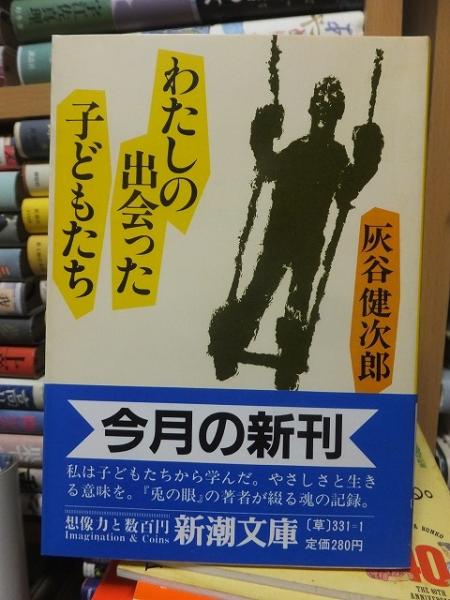 わたしの
出会った
子どもたち
灰谷健次郎
今月の新刊
私は子どもたちから学んだ。やさしさと生き
る意味を。『兎の眼』の著者が綴る魂の記録。
想像力と数百円
Imagination & Coins
新潮文庫
[草]331=1
定価280円
THE 40TH
ANNIVERSA